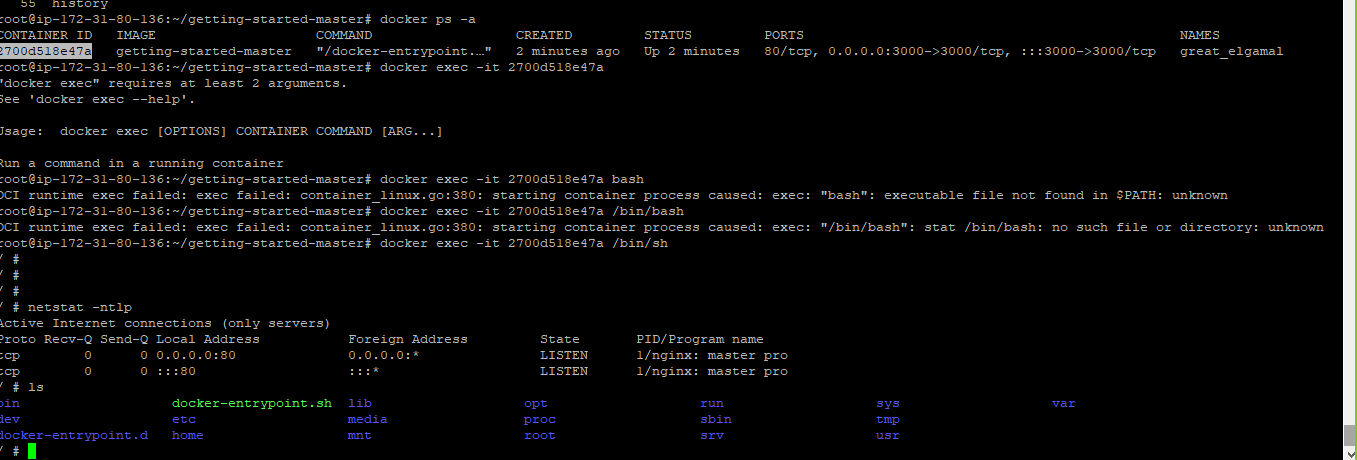 55  history
root@ip-172-31-80-136:~/getting-started-master# docker ps -a
CONTAINER ID   IMAGE                    COMMAND                  CREATED         STATUS         PORTS                                               NAMES
2700d518e47a   getting-started-master   "/docker-entrypoint.…"   2 minutes ago   Up 2 minutes   80/tcp, 0.0.0.0:3000->3000/tcp, :::3000->3000/tcp   great_elgamal
root@ip-172-31-80-136:~/getting-started-master# docker exec -it 2700d518e47a
"docker exec" requires at least 2 arguments.
See 'docker exec --help'.
Usage:  docker exec [OPTIONS] CONTAINER COMMAND [ARG...]
Run a command in a running container
root@ip-172-31-80-136:~/getting-started-master# docker exec -it 2700d518e47a bash
OCI runtime exec failed: exec failed: container_linux.go:380: starting container process caused: exec: "bash": executable file not found in $PATH: unknown
root@ip-172-31-80-136:~/getting-started-master# docker exec -it 2700d518e47a /bin/bash
OCI runtime exec failed: exec failed: container_linux.go:380: starting container process caused: exec: "/bin/bash": stat /bin/bash: no such file or directory: unknown
root@ip-172-31-80-136:~/getting-started-master# docker exec -it 2700d518e47a /bin/sh
/ #
/ #
/ #
/ # netstat -ntlp
Active Internet connections (only servers)
Proto Recv-Q Send-Q Local Address           Foreign Address         State       PID/Program name
tcp        0      0 0.0.0.0:80              0.0.0.0:*               LISTEN      1/nginx: master pro
tcp        0      0 :::80                   :::*                    LISTEN      1/nginx: master pro
/ # ls
bin                   docker-entrypoint.sh  lib                   opt                   run                   sys                   var
dev                   etc                   media                 proc                  sbin                  tmp
docker-entrypoint.d   home                  mnt                   root                  srv                   usr
/ #